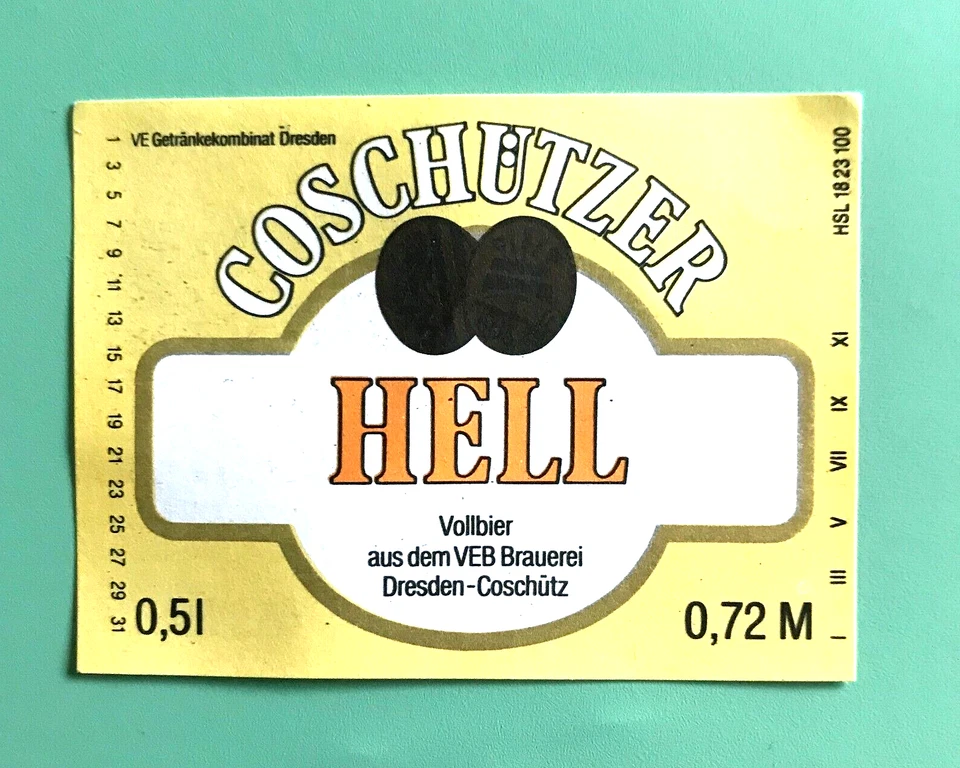 VE Getränkekombinat Dresden
COSCHÜTZER
HELL
Vollbier
aus dem VEB Brauerei
Dresden-Coschütz
0,5l
0,72 M
1 3 5 7 9 11 13 15 17 19 21 23 25 27 29 31
HSL 18 23 100
I III V VII IX XI